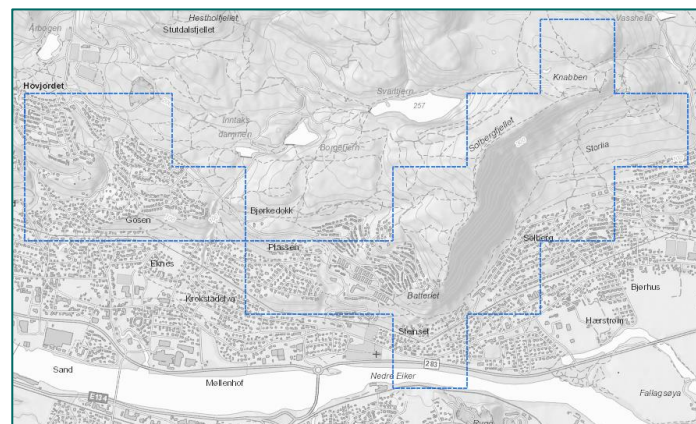 Årbogen
Hestholfjellet
Stutdalsfjellet
Vasshella
Hovjordet
Knabben
Svarttjern
257
Inntaks
dammen
Borgetjern
Solbergfjellet
Storlia
Gosen
Bjørkedokk
Solberg
Eknes
Plassen
Bjørhus
Krokstadelva
Batteriet
Hærstrøm
Steinset
283
Sand
Møllenhof
Nedre Eiker
E134
Fallagsøya